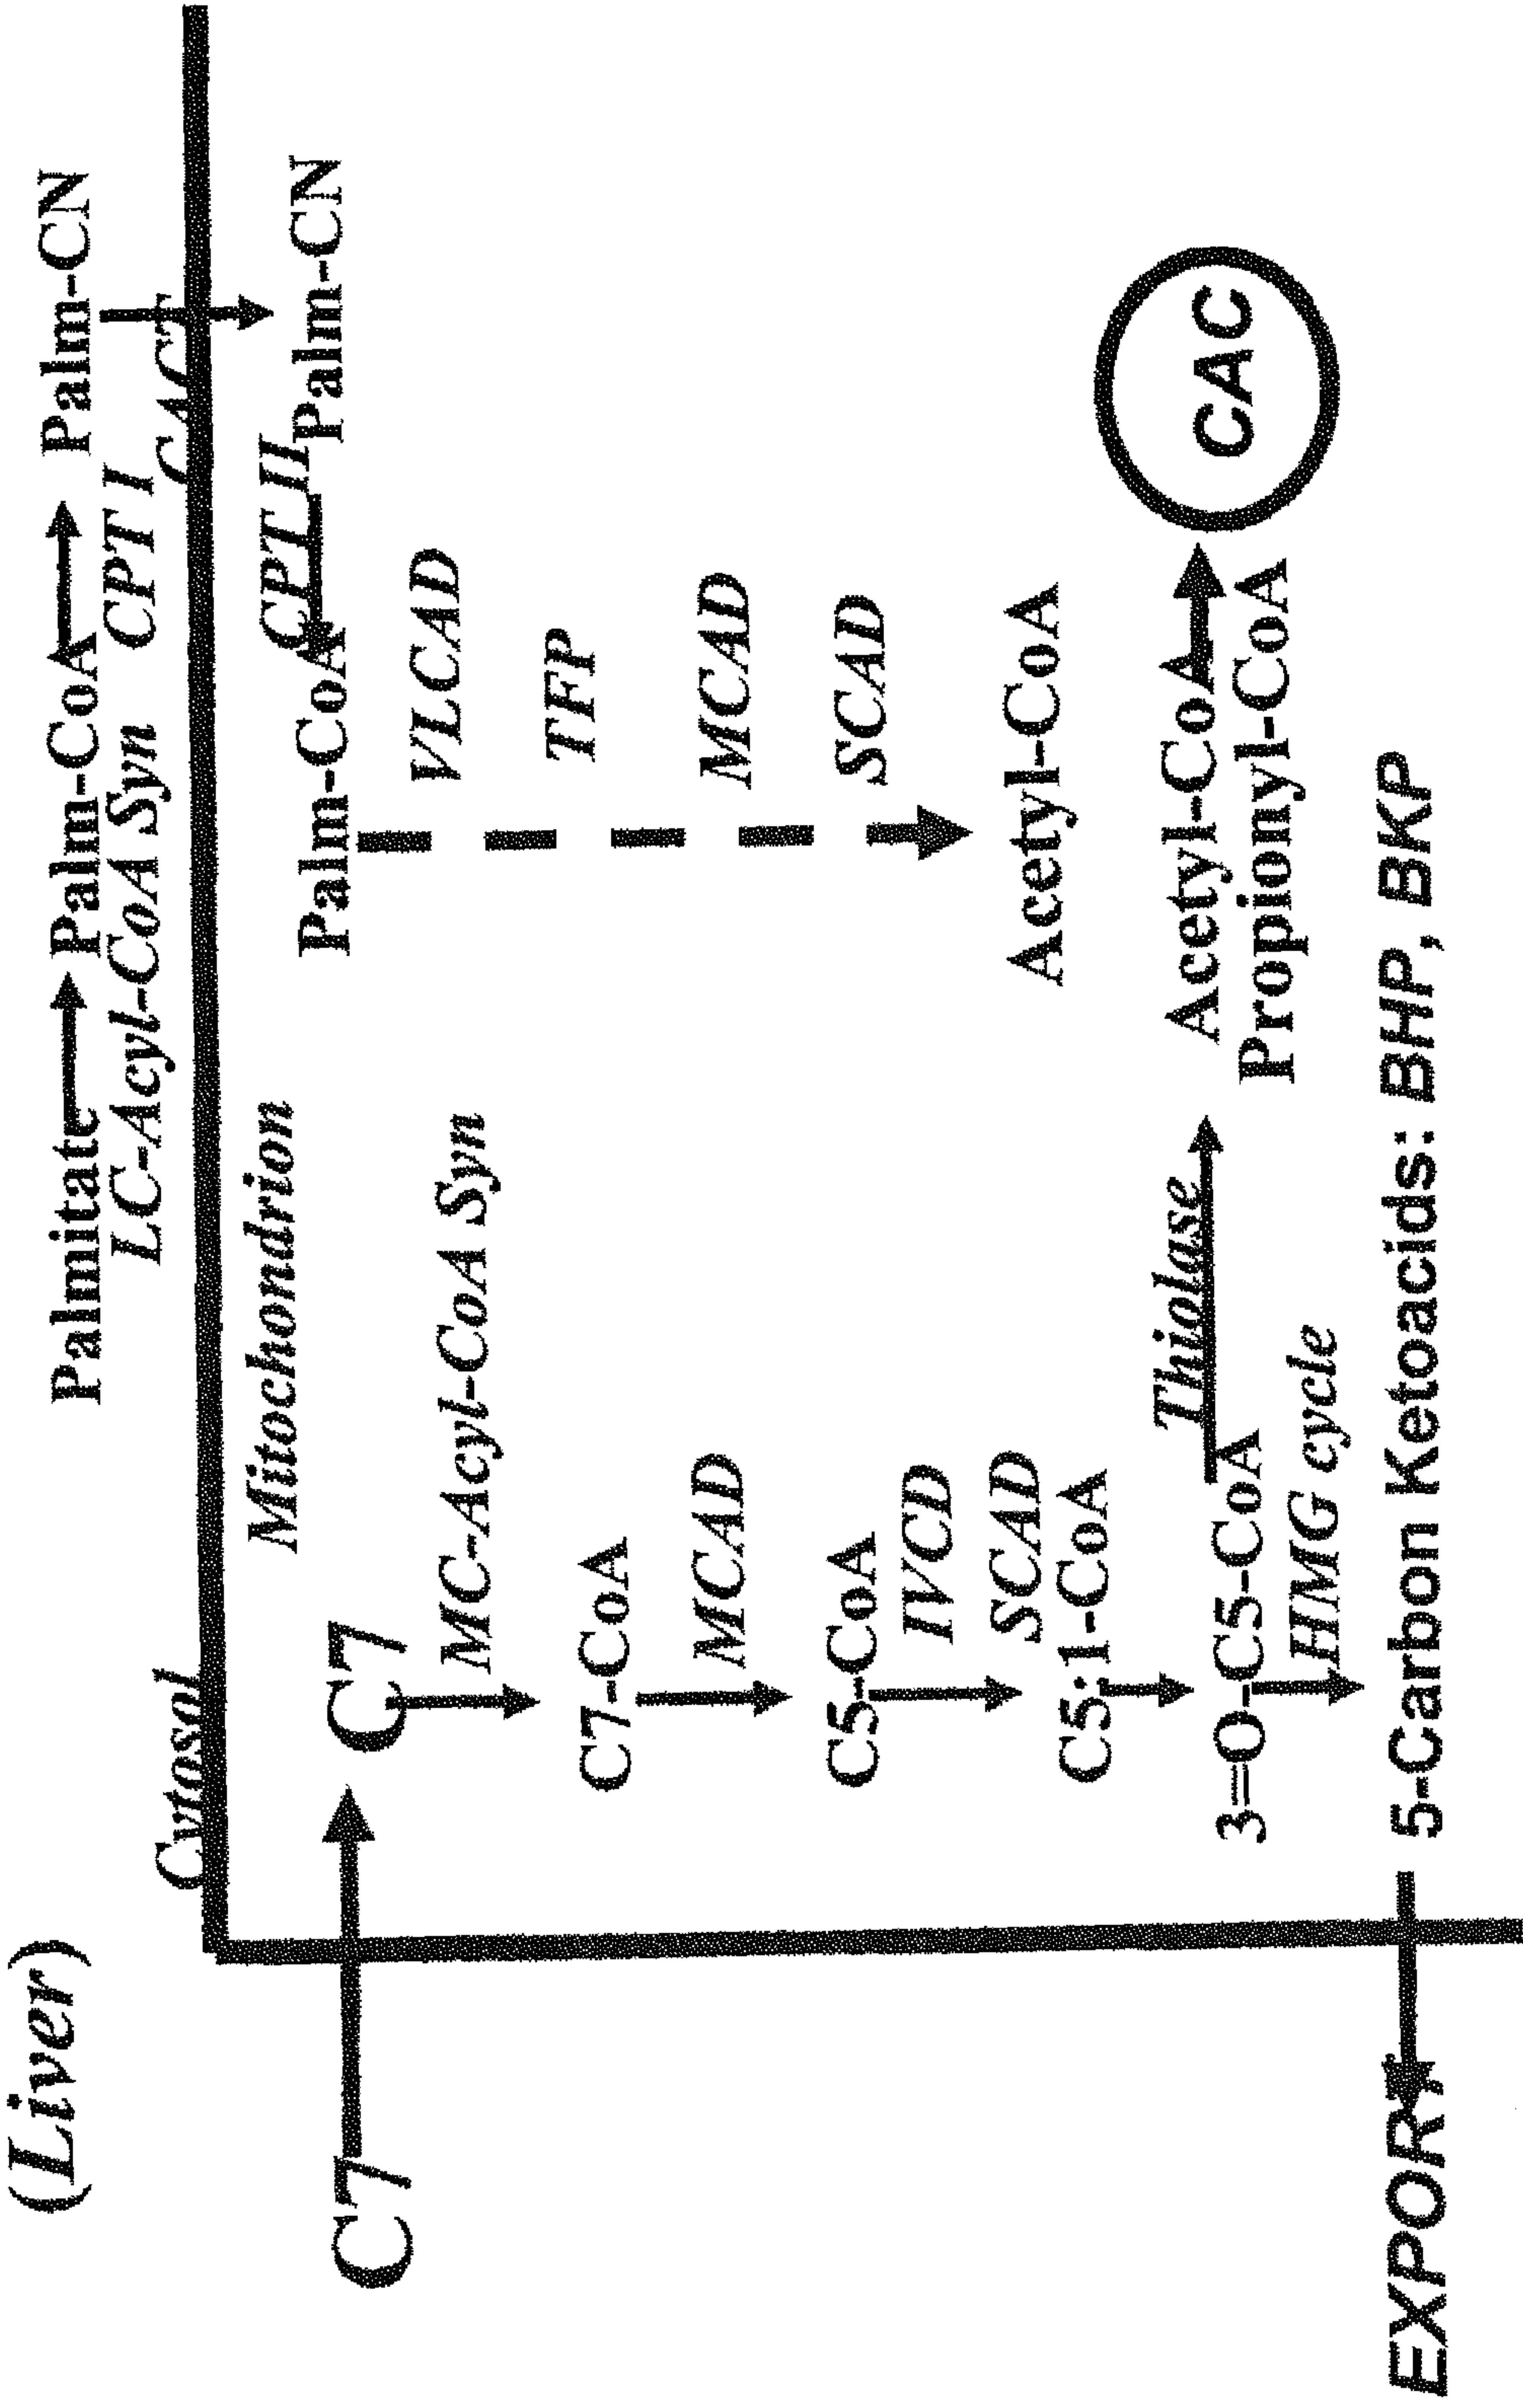 (Liver)
Palmitate Palm-CoA Palm-CN
LC-Acyl-CoA Syn CPT I
Cytosol CACT
Mitochondrion CPT II
C7 C7 Palm-CoA Palm-CN
MC-Acyl-CoA Syn VLCAD
C7-CoA TFP
MCAD MCAD
C5-CoA SCAD
IVCD
SCAD Acetyl-CoA
C5:1-CoA
Thiolase Acetyl-CoA CAC
3=O-C5-CoA Propionyl-CoA
HMG cycle
EXPORT 5-Carbon Ketoacids: BHP, BKP